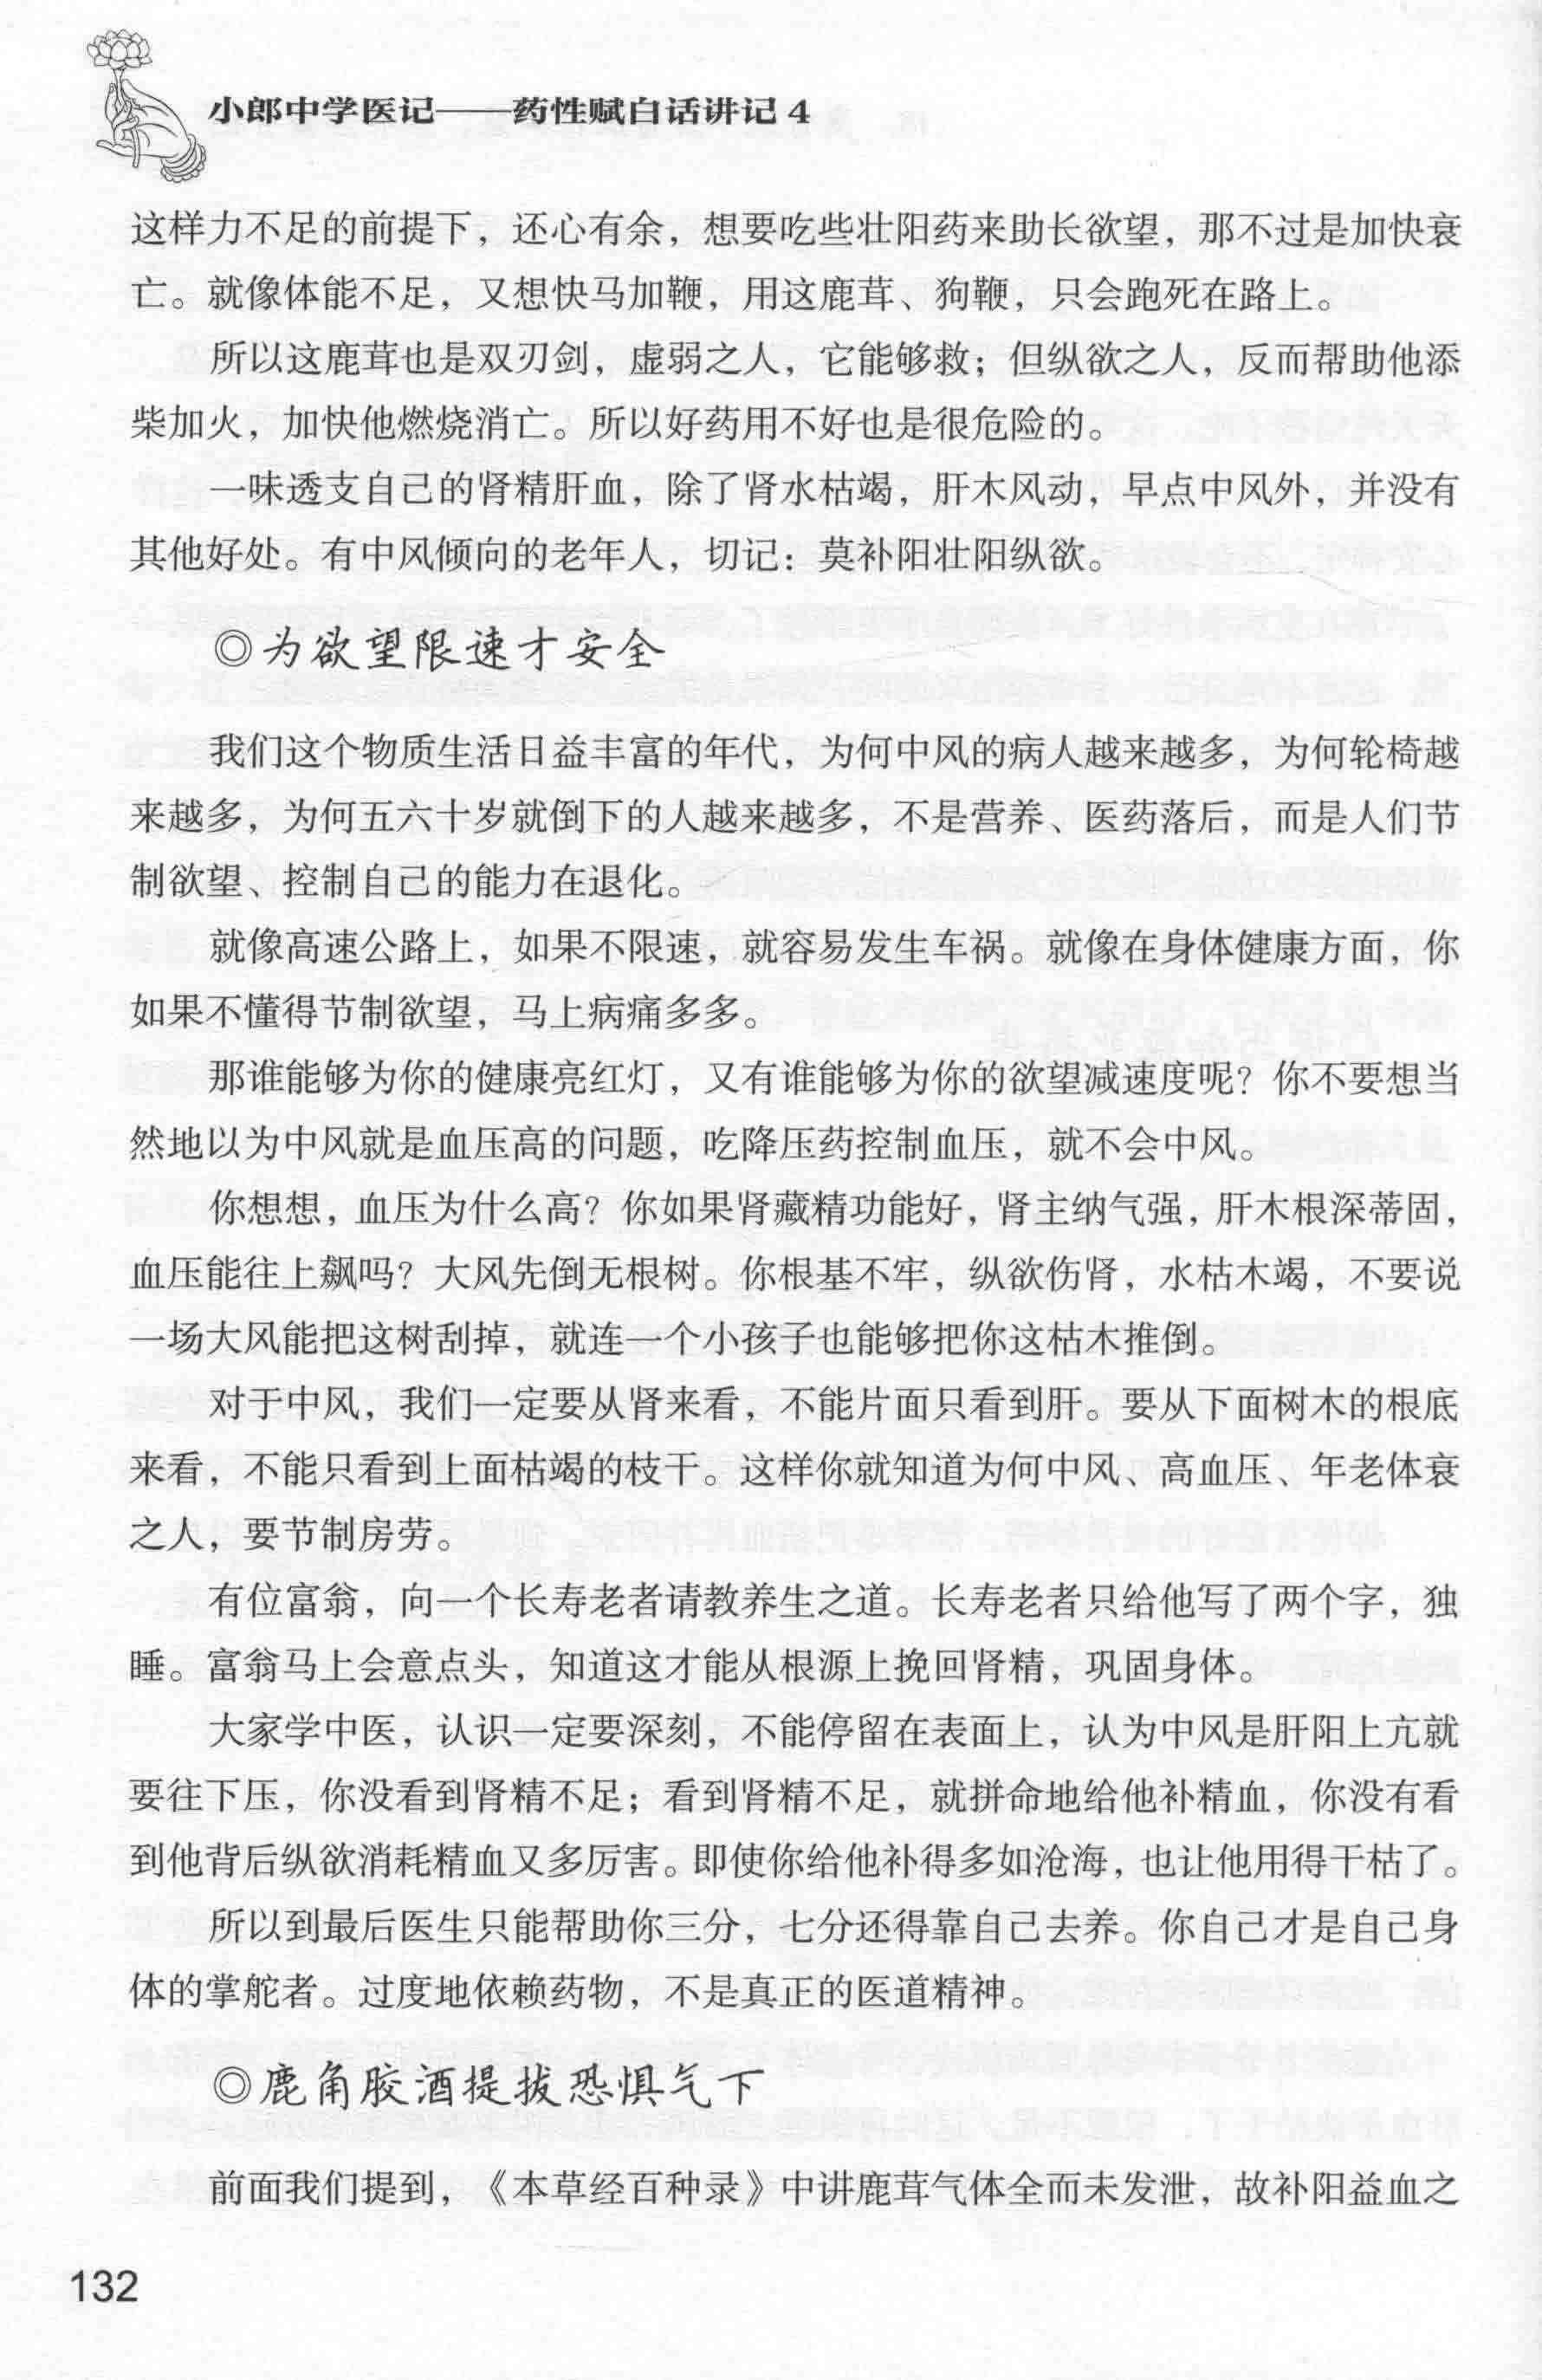 小郎中学医记——药性赋白话讲记4
这样力不足的前提下，还心有余，想要吃些壮阳药来助长欲望，那不过是加快衰
亡。就像体能不足，又想快马加鞭，用这鹿茸、狗鞭，只会跑死在路上。
所以这鹿茸也是双刃剑，虚弱之人，它能够救；但纵欲之人，反而帮助他添
柴加火，加快他燃烧消亡。所以好药用不好也是很危险的。
一味透支自己的肾精肝血，除了肾水枯竭，肝木风动，早点中风外，并没有
其他好处。有中风倾向的老年人，切记：莫补阳壮阳纵欲。
◎为欲望限速才安全
我们这个物质生活日益丰富的年代，为何中风的病人越来越多，为何轮椅越
来越多，为何五六十岁就倒下的人越来越多，不是营养、医药落后，而是人们节
制欲望、控制自己的能力在退化。
就像高速公路上，如果不限速，就容易发生车祸。就像在身体健康方面，你
如果不懂得节制欲望，马上病痛多多。
那谁能够为你的健康亮红灯，又有谁能够为你的欲望减速度呢？你不要想当
然地以为中风就是血压高的问题，吃降压药控制血压，就不会中风。
你想想，血压为什么高？你如果肾藏精功能好，肾主纳气强，肝木根深蒂固，
血压能往上飙吗？大风先倒无根树。你根基不牢，纵欲伤肾，水枯木竭，不要说
一场大风能把这树刮掉，就连一个小孩子也能够把你这枯木推倒。
对于中风，我们一定要从肾来看，不能片面只看到肝。要从下面树木的根底
来看，不能只看到上面枯竭的枝干。这样你就知道为何中风、高血压、年老体衰
之人，要节制房劳。
有位富翁，向一个长寿老者请教养生之道。长寿老者只给他写了两个字，独
睡。富翁马上会意点头，知道这才能从根源上挽回肾精，巩固身体。
大家学中医，认识一定要深刻，不能停留在表面上，认为中风是肝阳上亢就
要往下压，你没看到肾精不足；看到肾精不足，就拼命地给他补精血，你没有看
到他背后纵欲消耗精血又多厉害。即使你给他补得多如沧海，也让他用得干枯了。
所以到最后医生只能帮助你三分，七分还得靠自己去养。你自己才是自己身
体的掌舵者。过度地依赖药物，不是真正的医道精神。
◎鹿角胶酒提拔恐惧气下
前面我们提到，《本草经百种录》中讲鹿茸气体全而未发泄，故补阳益血之
132